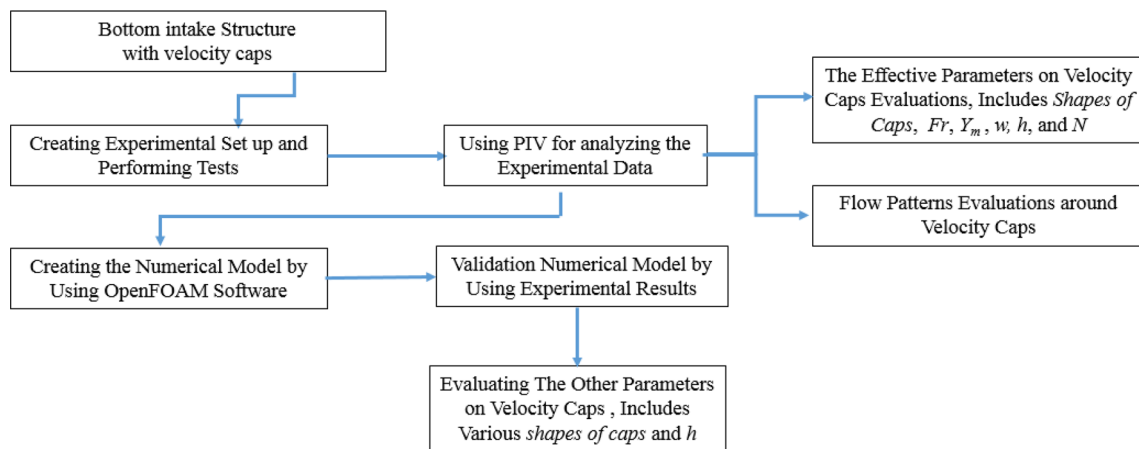 Bottom intake Structure
with velocity caps
Creating Experimental Set up and
Performing Tests
Using PIV for analyzing the
Experimental Data
The Effective Parameters on Velocity
Caps Evaluations, Includes Shapes of
Caps, Fr, Ym , w, h, and N
Flow Patterns Evaluations around
Velocity Caps
Creating the Numerical Model by
Using OpenFOAM Software
Validation Numerical Model by
Using Experimental Results
Evaluating The Other Parameters
on Velocity Caps , Includes
Various shapes of caps and h